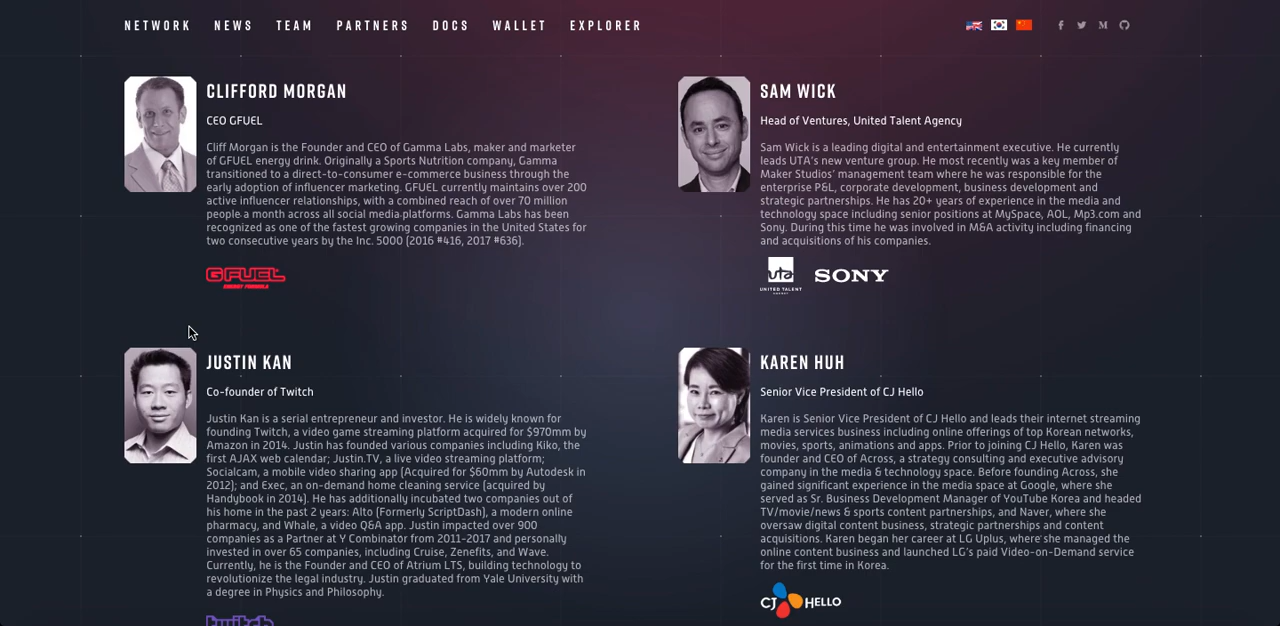 NETWORK NEWS TEAM PARTNERS DOCS WALLET EXPLORER
CLIFFORD MORGAN
CEO GFUEL
Cliff Morgan is the Founder and CEO of Gamma Labs, maker and marketer
of GFUEL energy drink. Originally a Sports Nutrition company, Gamma
transitioned to a direct-to-consumer e-commerce business through the
early adoption of influencer marketing. GFUEL currently maintains over 200
active influencer relationships, with a combined reach of over 70 million
people a month across all social media platforms. Gamma Labs has been
recognized as one of the fastest growing companies in the United States for
two consecutive years by the Inc. 5000 (2016 #416, 2017 #636).
GFUEL
ENERGY FORMULA
SAM WICK
Head of Ventures, United Talent Agency
Sam Wick is a leading digital and entertainment executive. He currently
leads UTA's new venture group. He most recently was a key member of
Maker Studios' management team where he was responsible for the
enterprise P&L, corporate development, business development and
strategic partnerships. He has 20+ years of experience in the media and
technology space including senior positions at MySpace, AOL, Mp3.com and
Sony. During this time he was involved in M&A activity including financing
and acquisitions of his companies.
uta
UNITED TALENT
AGENCY
SONY
JUSTIN KAN
Co-founder of Twitch
Justin Kan is a serial entrepreneur and investor. He is widely known for
founding Twitch, a video game streaming platform acquired for $970mm by
Amazon in 2014. Justin has founded various companies including Kiko, the
first AJAX web calendar; Justin.TV, a live video streaming platform;
Socialcam, a mobile video sharing app (Acquired for $60mm by Autodesk in
2012); and Exec, an on-demand home cleaning service (acquired by
Handybook in 2014). He has additionally incubated two companies out of
his home in the past 2 years: Alto (Formerly ScriptDash), a modern online
pharmacy, and Whale, a video Q&A app. Justin impacted over 900
companies as a Partner at Y Combinator from 2011-2017 and personally
invested in over 65 companies, including Cruise, Zenefits, and Wave.
Currently, he is the Founder and CEO of Atrium LTS, building technology to
revolutionize the legal industry. Justin graduated from Yale University with
a degree in Physics and Philosophy.
twitch
KAREN HUH
Senior Vice President of CJ Hello
Karen is Senior Vice President of CJ Hello and leads their internet streaming
media services business including online offerings of top Korean networks,
movies, sports, animations and apps. Prior to joining CJ Hello, Karen was
founder and CEO of Across, a strategy consulting and executive advisory
company in the media & technology space. Before founding Across, she
gained significant experience in the media space at Google, where she
served as Sr. Business Development Manager of YouTube Korea and headed
TV/movie/news & sports content partnerships, and Naver, where she
oversaw digital content business, strategic partnerships and content
acquisitions. Karen began her career at LG Uplus, where she managed the
online content business and launched LG's paid Video-on-Demand service
for the first time in Korea.
CJ HELLO